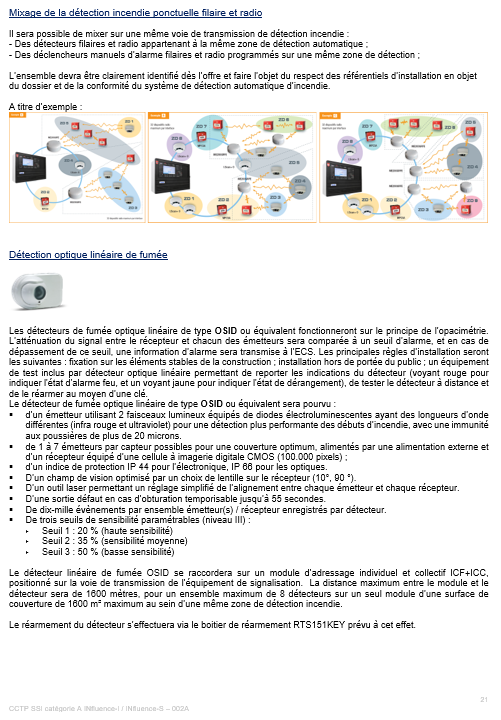 Mixage de la détection incendie ponctuelle filaire et radio
Il sera possible de mixer sur une même voie de transmission de détection incendie :
- Des détecteurs filaires et radio appartenant à la même zone de détection automatique ;
- Des déclencheurs manuels d'alarme filaires et radio programmés sur une même zone de détection ;
L'ensemble devra être clairement identifié dès l'offre et faire l'objet du respect des référentiels d'installation en objet
du dossier et de la conformité du système de détection automatique d'incendie.
A titre d'exemple :
Détection optique linéaire de fumée
Les détecteurs de fumée optique linéaire de type OSID ou équivalent fonctionneront sur le principe de l'opacimétrie.
L'atténuation du signal entre le récepteur et chacun des émetteurs sera comparée à un seuil d'alarme, et en cas de
dépassement de ce seuil, une information d'alarme sera transmise à l'ECS. Les principales règles d'installation seront
les suivantes : fixation sur les éléments stables de la construction ; installation hors de portée du public ; un équipement
de test inclus par détecteur optique linéaire permettant de reporter les indications du détecteur (voyant rouge pour
indiquer l'état d'alarme feu, et un voyant jaune pour indiquer l'état de dérangement), de tester le détecteur à distance et
de le réarmer au moyen d'une clé.
Le détecteur de fumée optique linéaire de type OSID ou équivalent sera pourvu :
▪ d'un émetteur utilisant 2 faisceaux lumineux équipés de diodes électroluminescentes ayant des longueurs d'onde
différentes (infra rouge et ultraviolet) pour une détection plus performante des débuts d'incendie, avec une immunité
aux poussières de plus de 20 microns.
▪ de 1 à 7 émetteurs par capteur possibles pour une couverture optimum, alimentés par une alimentation externe et
d'un récepteur équipé d'une cellule à imagerie digitale CMOS (100.000 pixels) ;
▪ d'un indice de protection IP 44 pour l'électronique, IP 66 pour les optiques.
▪ D'un champ de vision optimisé par un choix de lentille sur le récepteur (10°, 90 °).
▪ D'un outil laser permettant un réglage simplifié de l'alignement entre chaque émetteur et chaque récepteur.
▪ D'une sortie défaut en cas d'obturation temporisable jusqu'à 55 secondes.
▪ De dix-mille événements par ensemble émetteur(s) / récepteur enregistrés par détecteur.
▪ De trois seuils de sensibilité paramétrables (niveau III) :
‣ Seuil 1 : 20 % (haute sensibilité)
‣ Seuil 2 : 35 % (sensibilité moyenne)
‣ Seuil 3 : 50 % (basse sensibilité)
Le détecteur linéaire de fumée OSID se raccordera sur un module d'adressage individuel et collectif ICF+ICC,
positionné sur la voie de transmission de l'équipement de signalisation. La distance maximum entre le module et le
détecteur sera de 1600 mètres, pour un ensemble maximum de 8 détecteurs sur un seul module d'une surface de
couverture de 1600 m² maximum au sein d'une même zone de détection incendie.
Le réarmement du détecteur s'effectuera via le boitier de réarmement RTS151KEY prévu à cet effet.
21
CCTP SSI catégorie A INfluence-I / INfluence-S – 002A